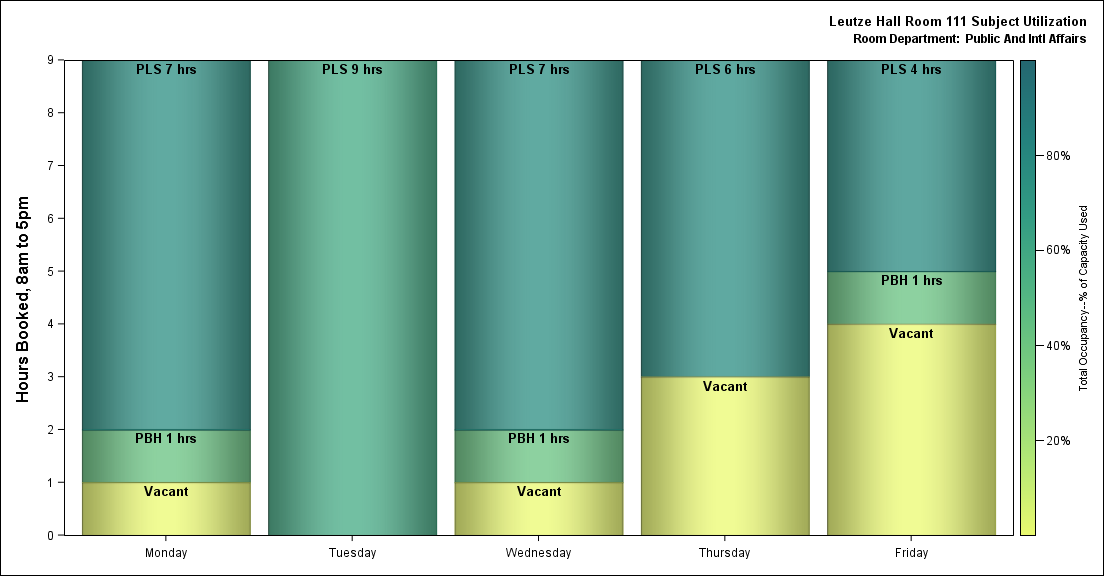 Leutze Hall Room 111 Subject Utilization
Room Department: Public And Intl Affairs
Hours Booked, 8am to 5pm
9
8
7
6
5
4
3
2
1
0
PLS 7 hrs
PBH 1 hrs
Vacant
PLS 9 hrs
PLS 7 hrs
PBH 1 hrs
Vacant
PLS 6 hrs
Vacant
PLS 4 hrs
PBH 1 hrs
Vacant
Monday
Tuesday
Wednesday
Thursday
Friday
80%
60%
40%
20%
Total Occupancy--% of Capacity Used